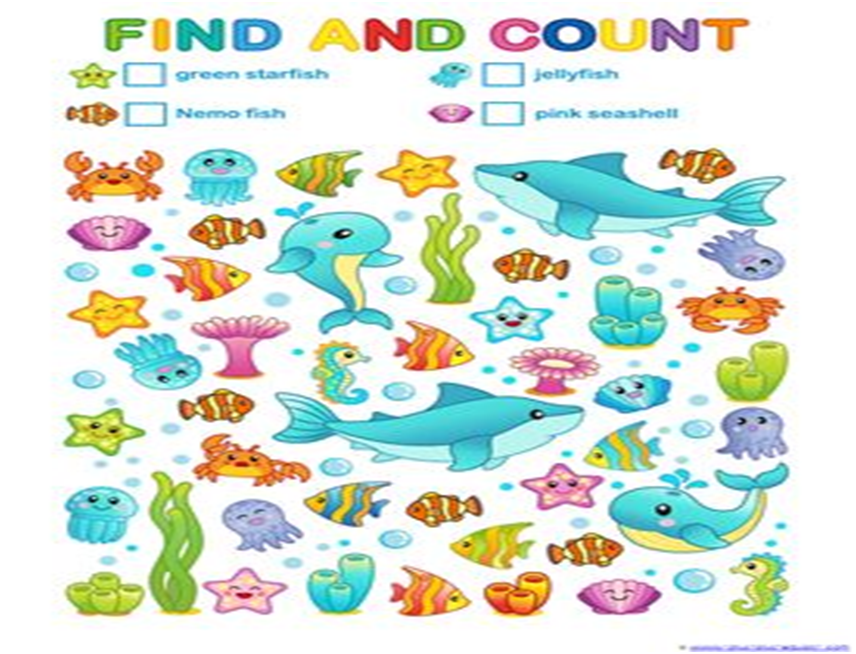 FIND AND COUNT
green starfish
jellyfish
Nemo fish
pink seashell